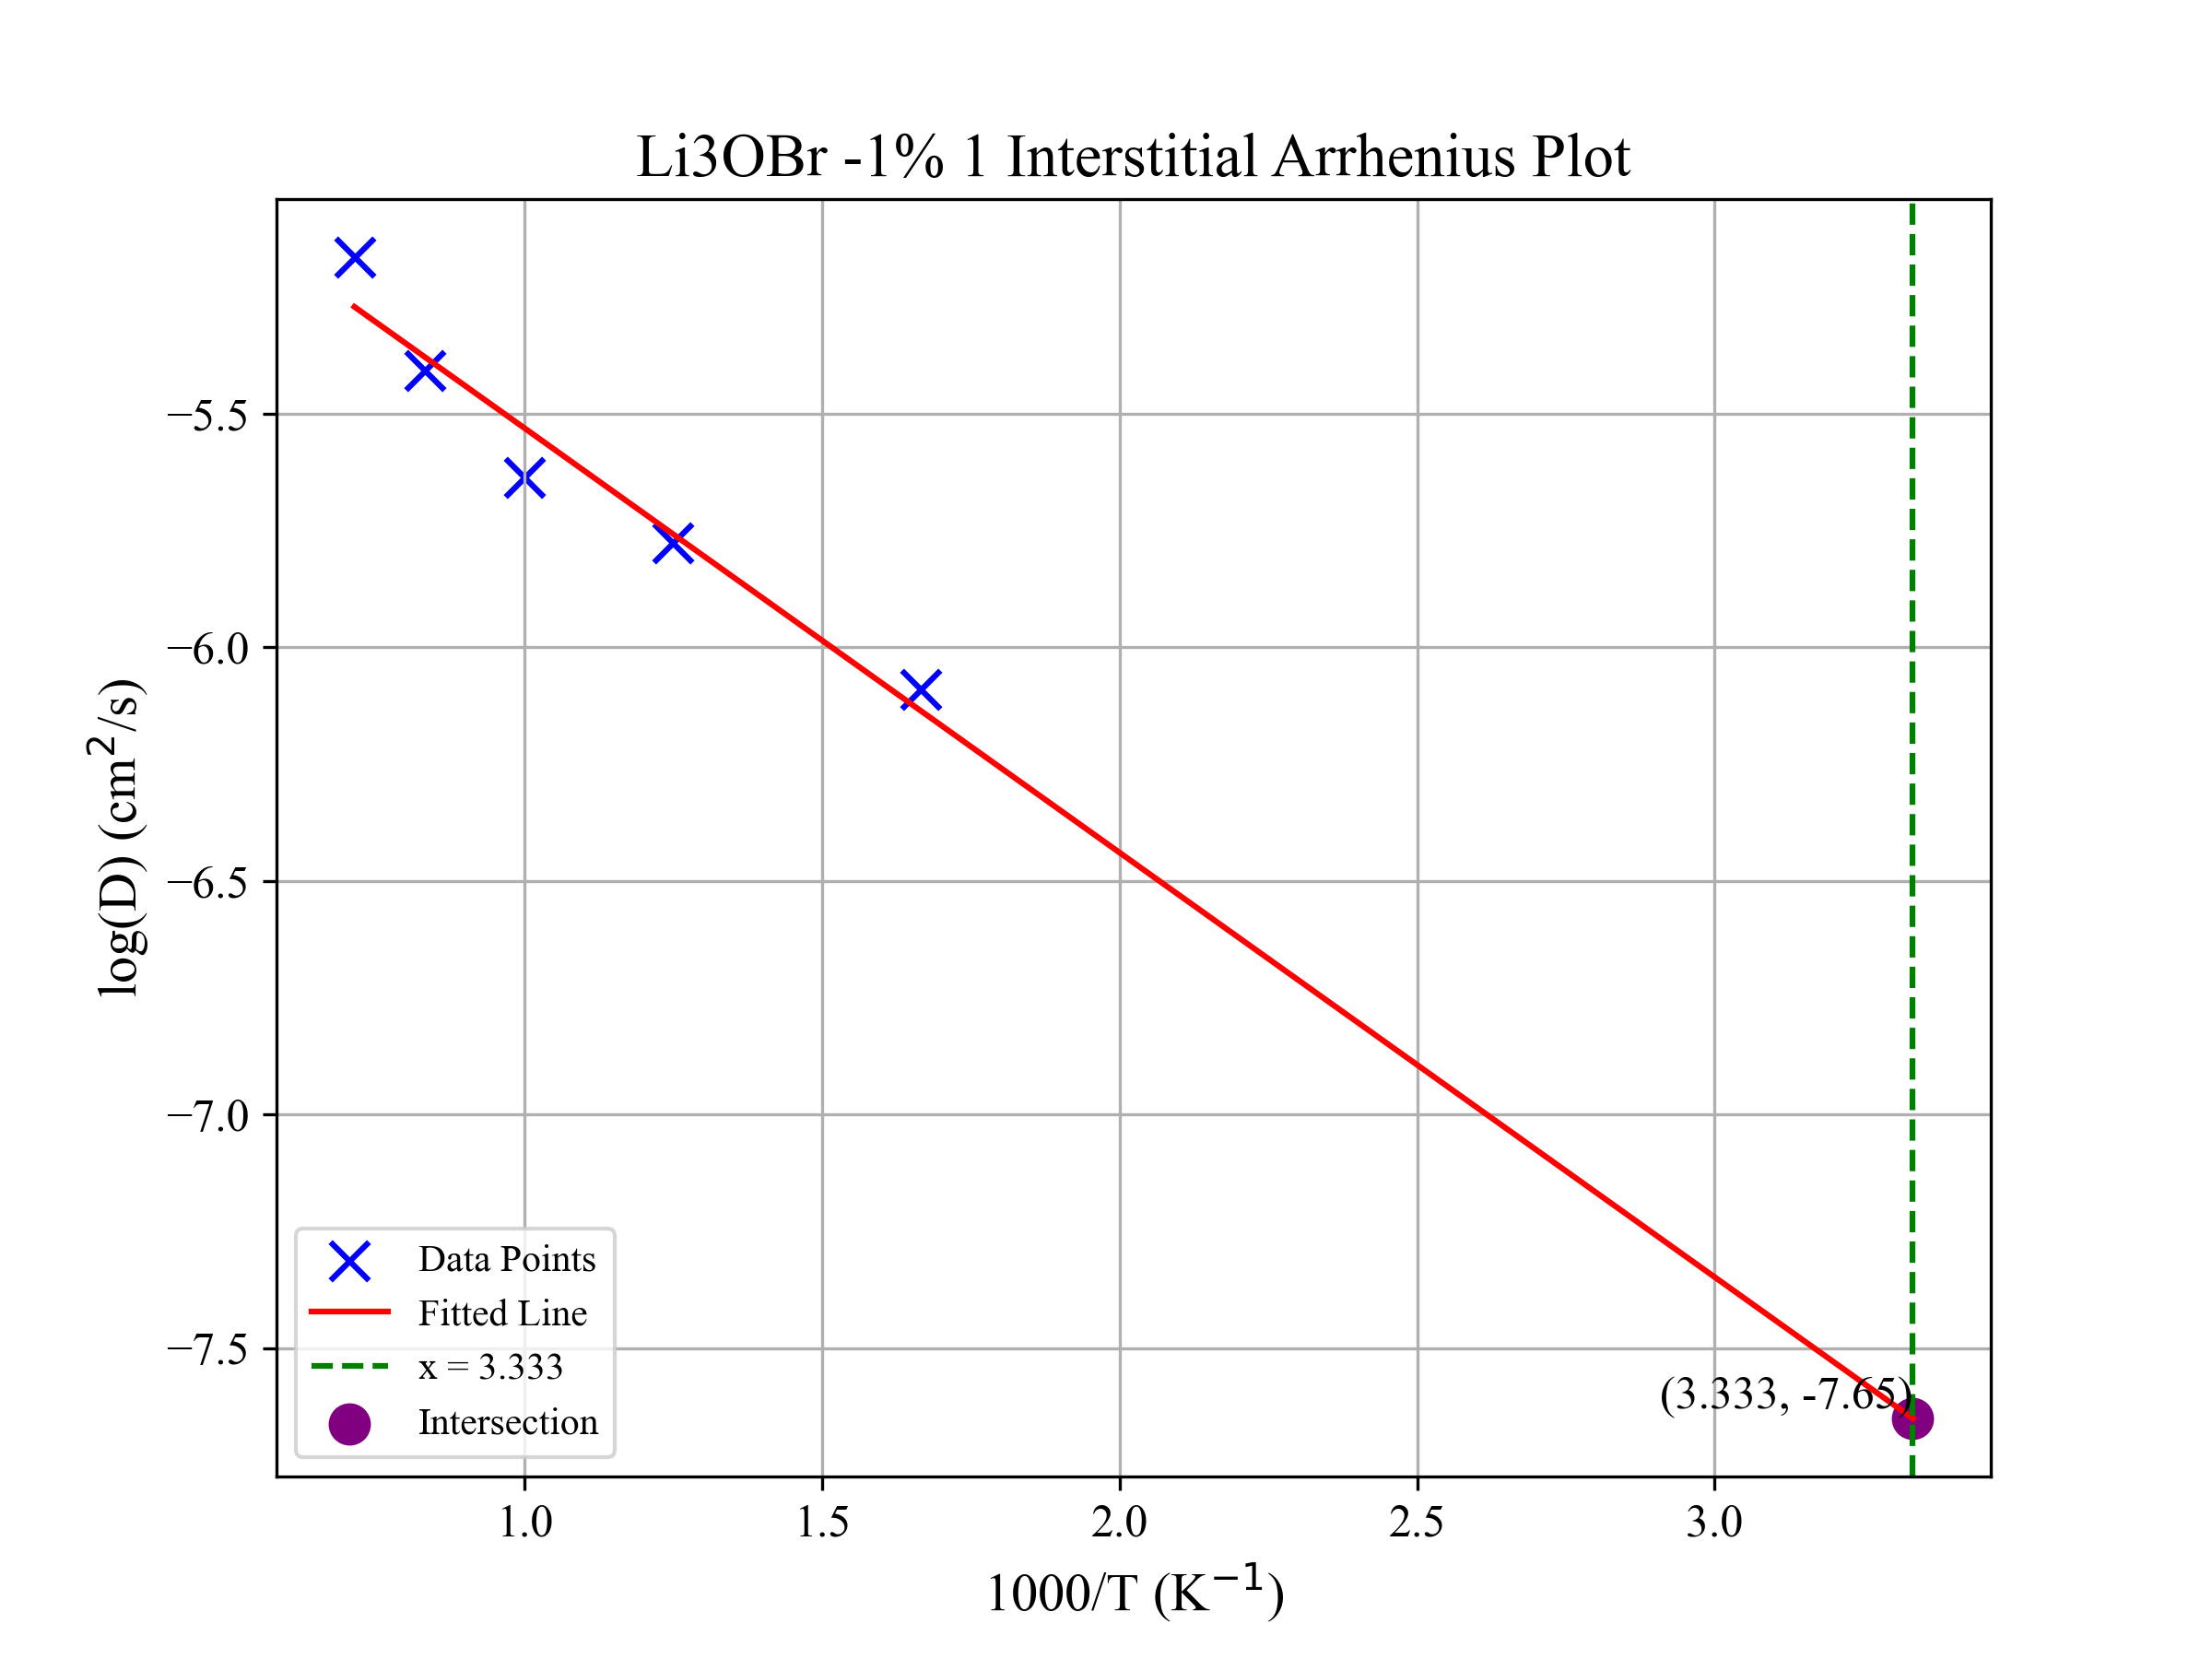 Li3OBr -1% 1 Interstitial Arrhenius Plot
log(D) (cm²/s)
−5.5
−6.0
−6.5
−7.0
−7.5
(3.333, -7.65)
Data Points
Fitted Line
x = 3.333
Intersection
1.0 1.5 2.0 2.5 3.0
1000/T (K⁻¹)